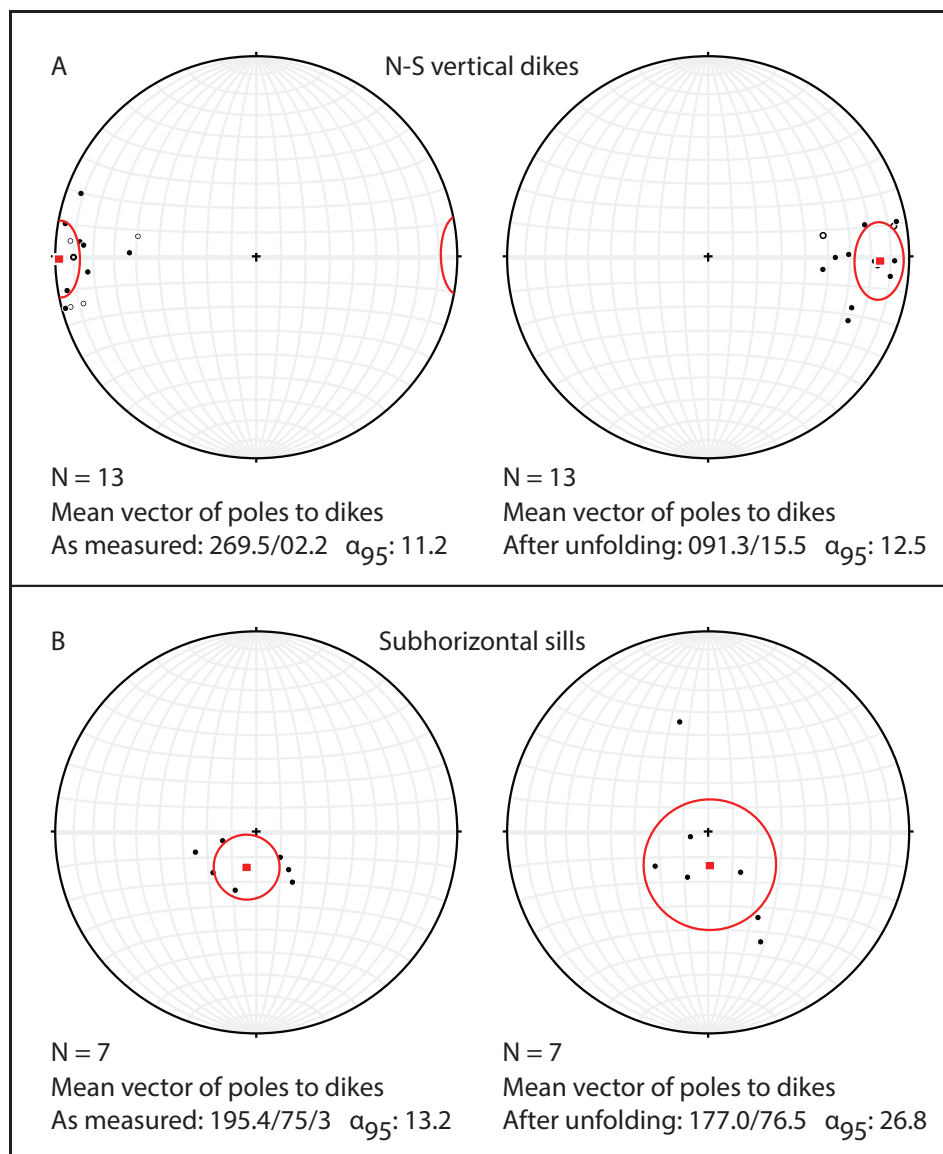 A N-S vertical dikes
N = 13
Mean vector of poles to dikes
As measured: 269.5/02.2 α95: 11.2
N = 13
Mean vector of poles to dikes
After unfolding: 091.3/15.5 α95: 12.5
B Subhorizontal sills
N = 7
Mean vector of poles to dikes
As measured: 195.4/75/3 α95: 13.2
N = 7
Mean vector of poles to dikes
After unfolding: 177.0/76.5 α95: 26.8